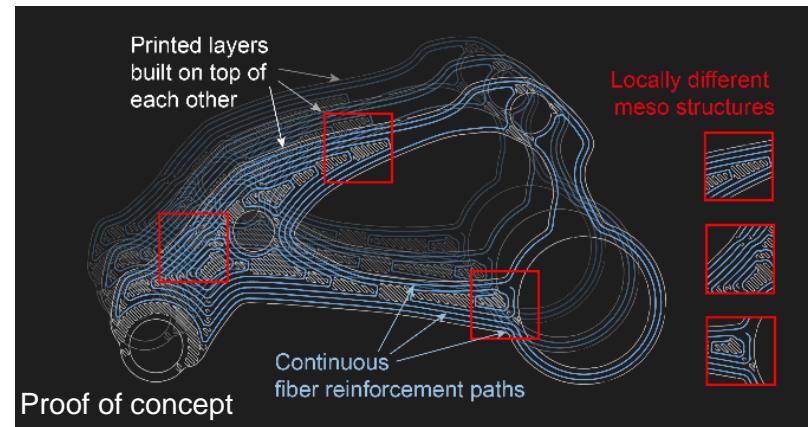 Printed layers
built on top of
each other
Locally different
meso structures
Continuous
fiber reinforcement paths
Proof of concept